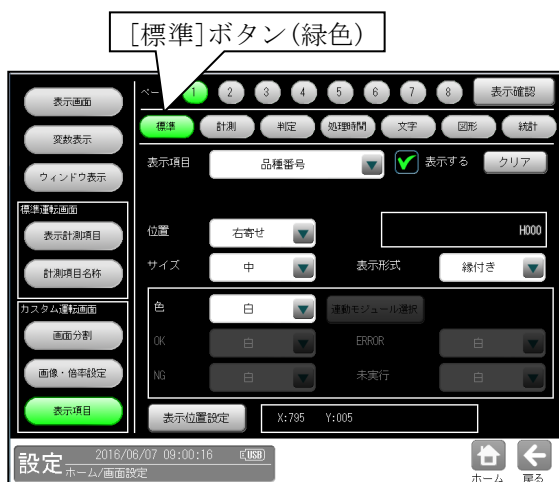 [標準]ボタン(緑色)
表示画面
変数表示
ウィンドウ表示
標準運転画面
表示計測項目
計測項目名称
カスタム運転画面
画面分割
画像・倍率設定
表示項目
1 2 3 4 5 6 7 8 表示確認
標準 計測 判定 処理時間 文字 図形 統計
表示項目 品種番号 表示する クリア
位置 右寄せ H000
サイズ 中 表示形式 縁付き
色 白 連動モジュール選択
OK 白 ERROR 白
NG 白 未実行 白
表示位置設定 X:795 Y:005
設定 2016/06/07 09:00:16 USB
ホーム/画面設定
ホーム 戻る